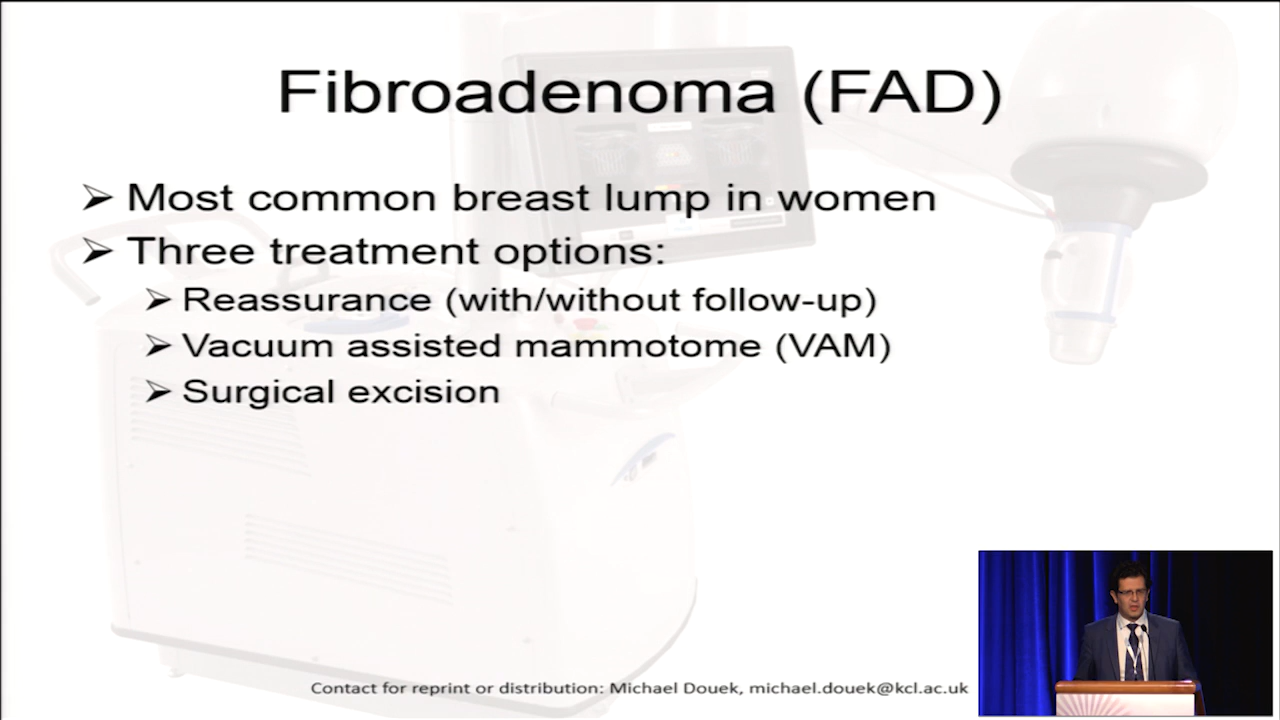 Fibroadenoma (FAD)
➢ Most common breast lump in women
➢ Three treatment options:
➢ Reassurance (with/without follow-up)
➢ Vacuum assisted mammotome (VAM)
➢ Surgical excision
Contact for reprint or distribution: Michael Douek, michael.douek@kcl.ac.uk